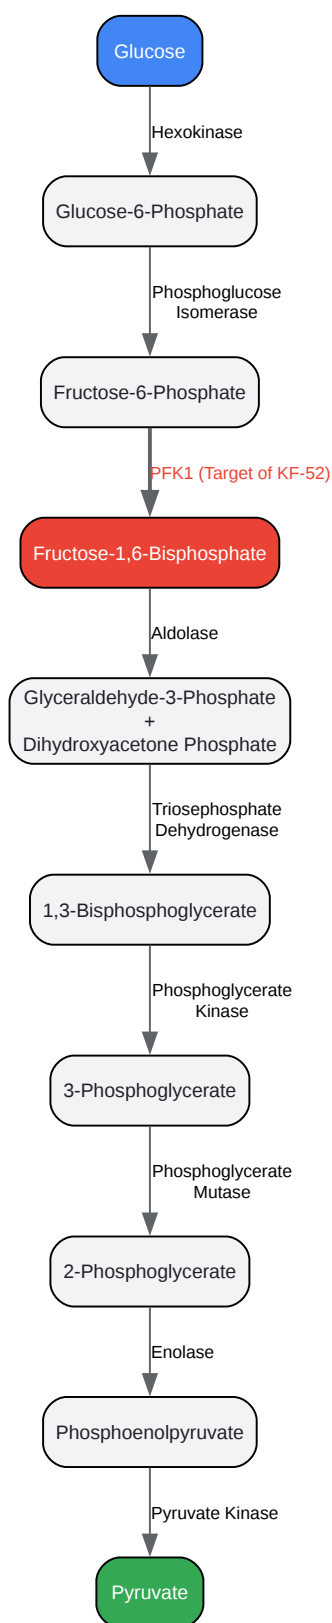 Glucose
Hexokinase
Glucose-6-Phosphate
Phosphoglucose
Isomerase
Fructose-6-Phosphate
PFK1 (Target of KF-52)
Fructose-1,6-Bisphosphate
Aldolase
Glyceraldehyde-3-Phosphate
+
Dihydroxyacetone Phosphate
Triosephosphate
Dehydrogenase
1,3-Bisphosphoglycerate
Phosphoglycerate
Kinase
3-Phosphoglycerate
Phosphoglycerate
Mutase
2-Phosphoglycerate
Enolase
Phosphoenolpyruvate
Pyruvate Kinase
Pyruvate